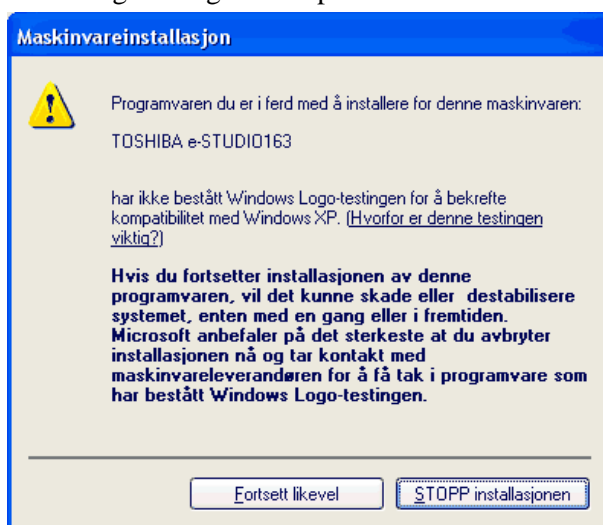 Maskinvareinstallasjon
Programvaren du er i ferd med å installere for denne maskinvaren:
TOSHIBA e-STUDIO163
har ikke bestått Windows Logo-testingen for å bekrefte
kompatibilitet med Windows XP. (Hvorfor er denne testingen
viktig?)
Hvis du fortsetter installasjonen av denne
programvaren, vil det kunne skade eller destabilisere
systemet, enten med en gang eller i fremtiden.
Microsoft anbefaler på det sterkeste at du avbryter
installasjonen nå og tar kontakt med
maskinvareleverandøren for å få tak i programvare som
har bestått Windows Logo-testingen.
Fortsett likevel
STOPP installasjonen